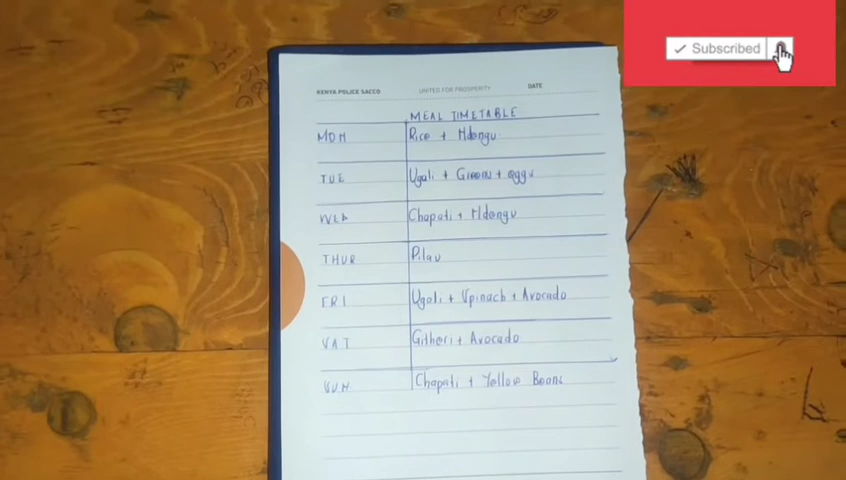 Subscribed
KENYA POLICE SACCO UNITED FOR PROSPERITY DATE
MEAL TIMETABLE
MON Rice + Ndengu
TUE Ugali + Greens + eggs
WED Chapati + Ndengu
THUR Pilau
FRI Ugali + Spinach + Avocado
SAT Githeri + Avocado
SUN Chapati + Yellow Beans